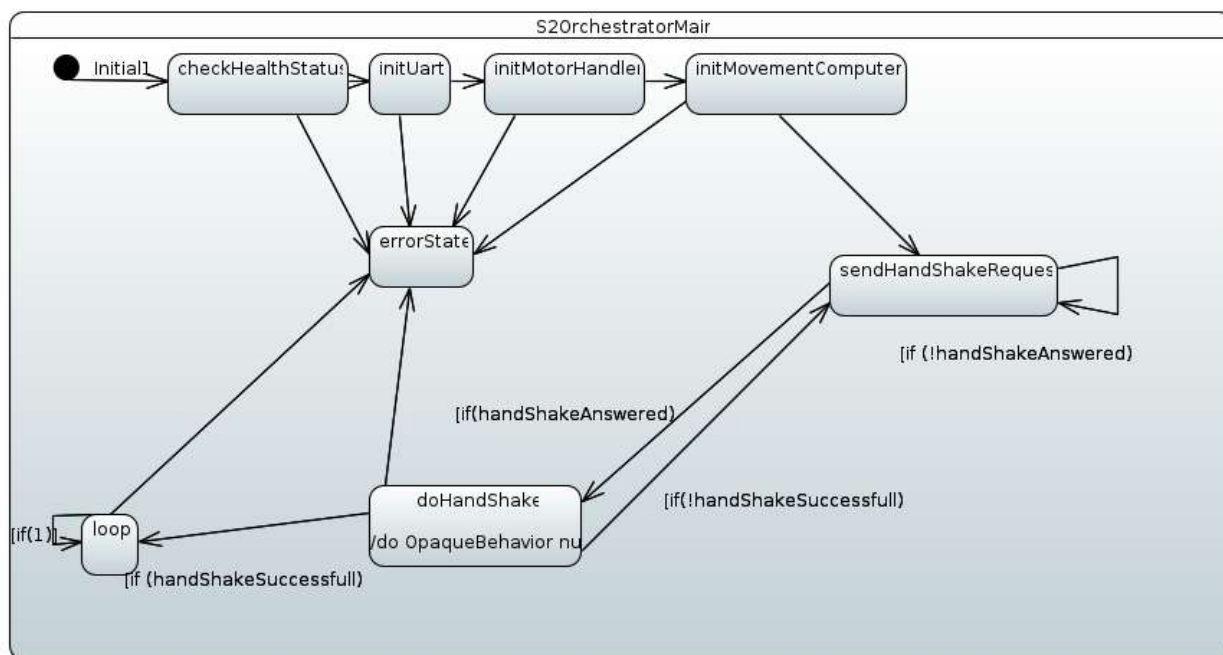 S2OrchestratorMair
Initial1
checkHealthStatus
initUart
initMotorHandler
initMovementComputer
errorState
sendHandShakeReques
[if (!handShakeAnswered)
[if(handShakeAnswered)
doHandShake
[if(!handShakeSuccessfull)
/do OpaqueBehavior nu
loop
[if(1)]
[if (handShakeSuccessfull)